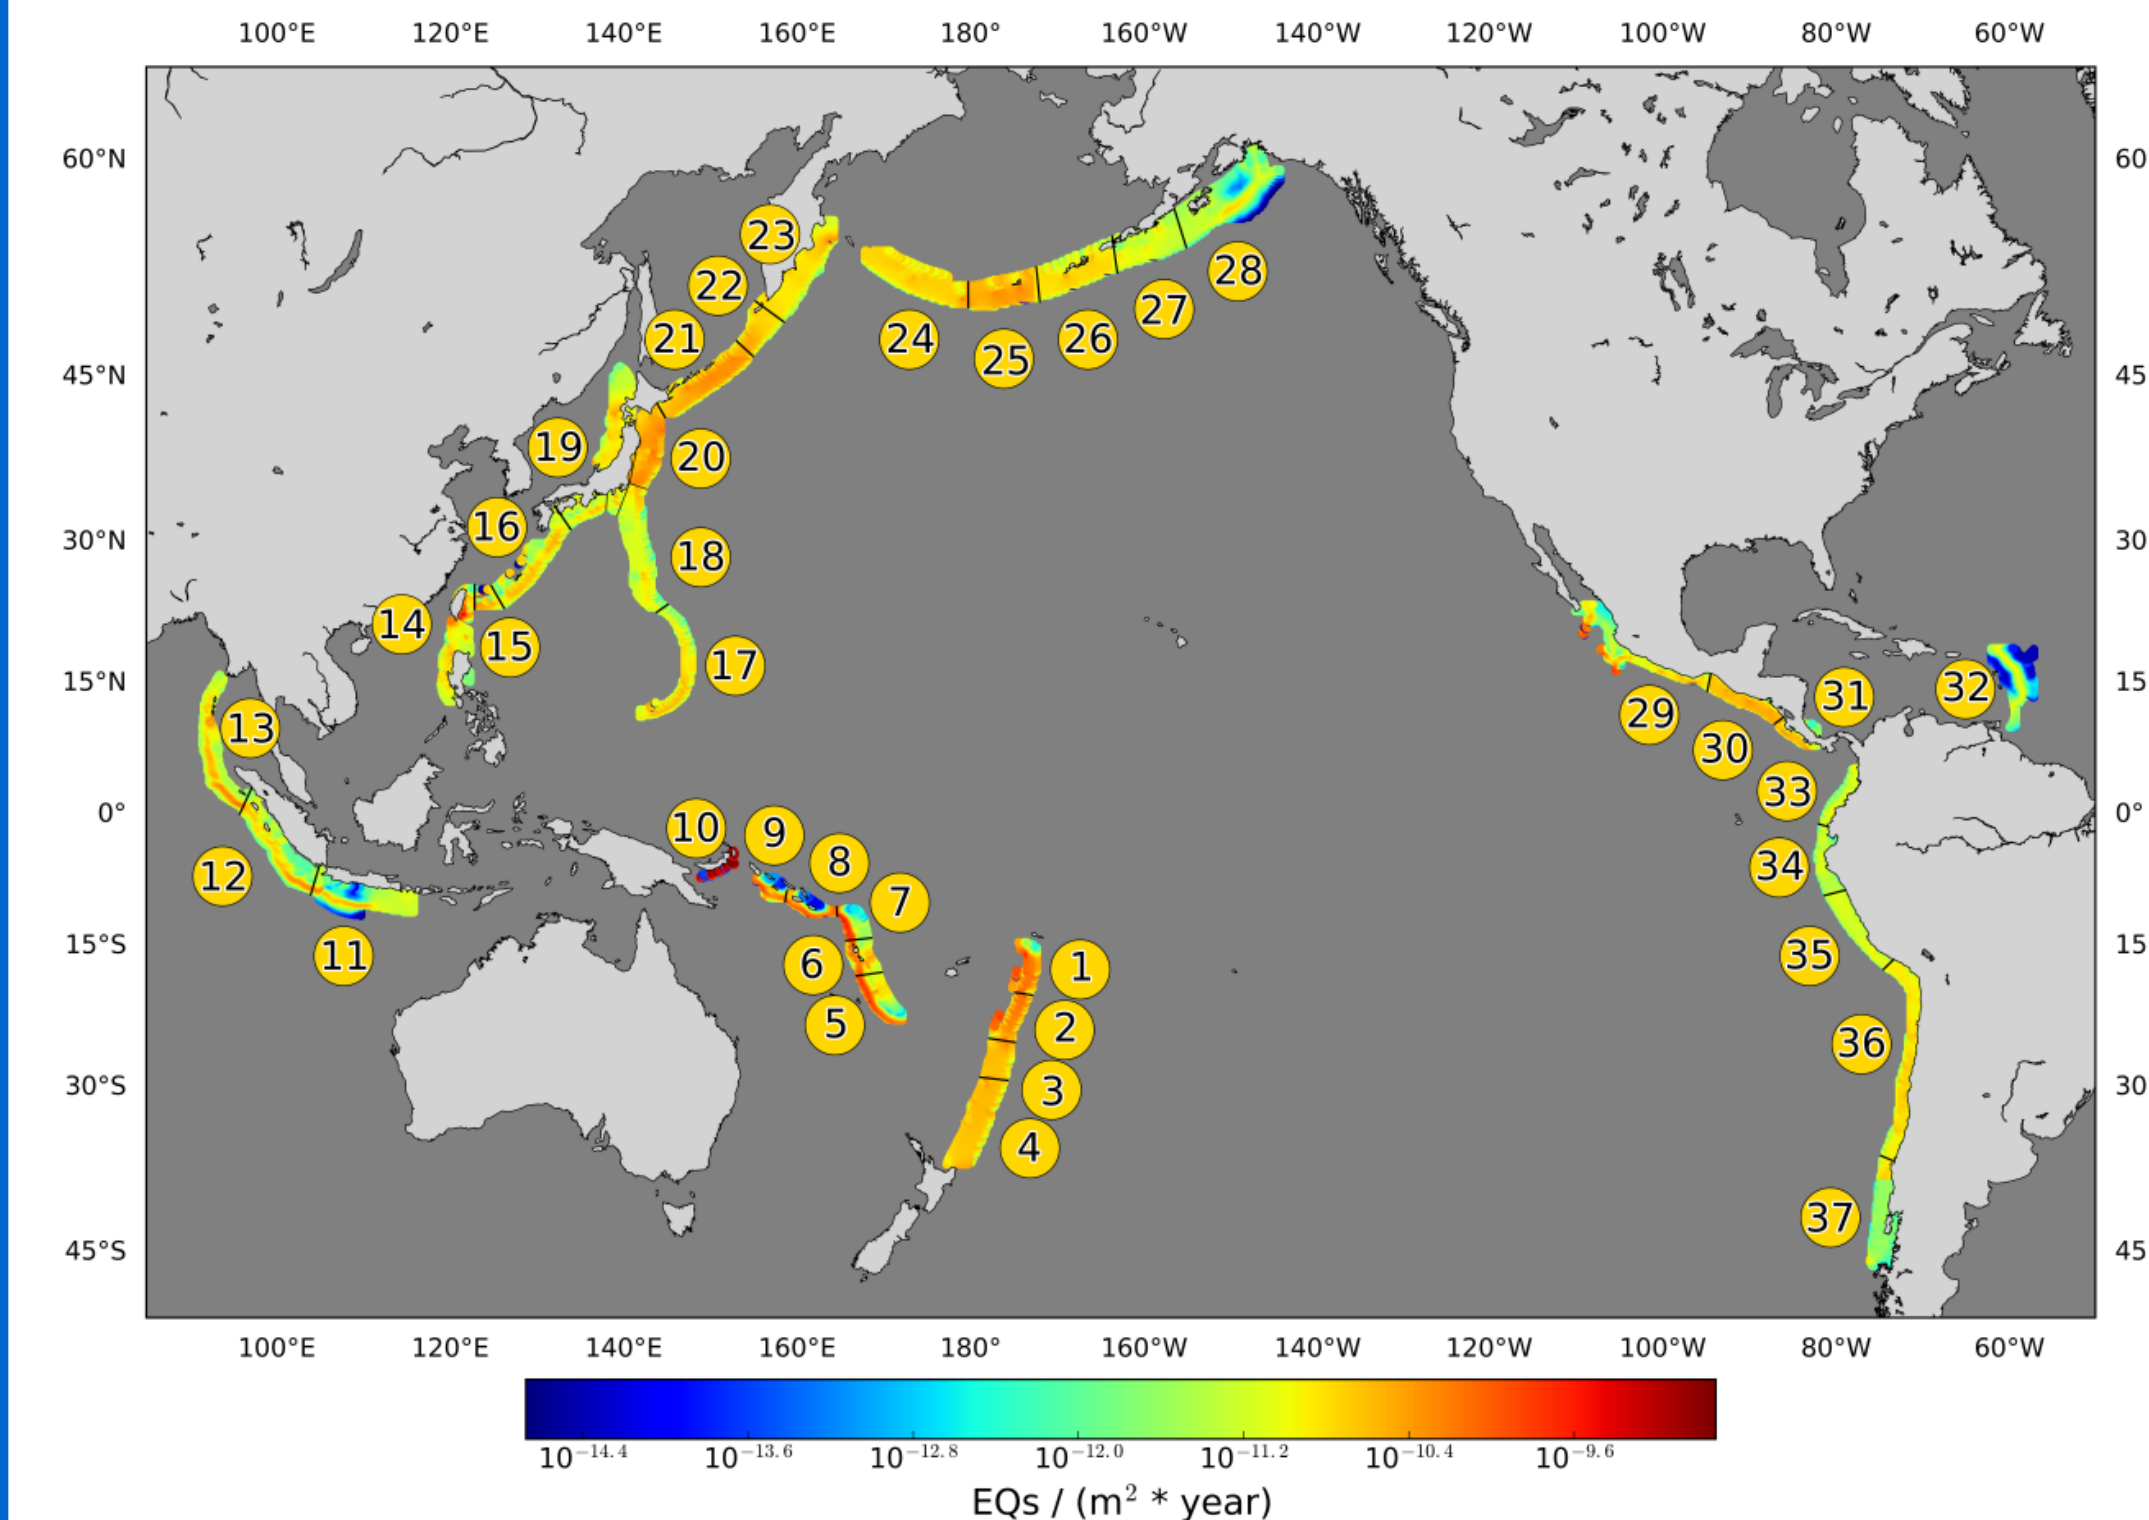 100°E 120°E 140°E 160°E 180° 160°W 140°W 120°W 100°W 80°W 60°W
60°N 60
23
22 28
21 27
24 26
25
45°N 45
19 20
16
30°N 30
18
14 15
17
15°N 15
31
32
13 29
30
33
0° 0°
10 9
8
34
12 7
15°S 15
11 6 35
1
5 2
36
30°S 30
3
4
37
45°S 45
100°E 120°E 140°E 160°E 180° 160°W 140°W 120°W 100°W 80°W 60°W
10^−14.4 10^−13.6 10^−12.8 10^−12.0 10^−11.2 10^−10.4 10^−9.6
EQs / (m² * year)